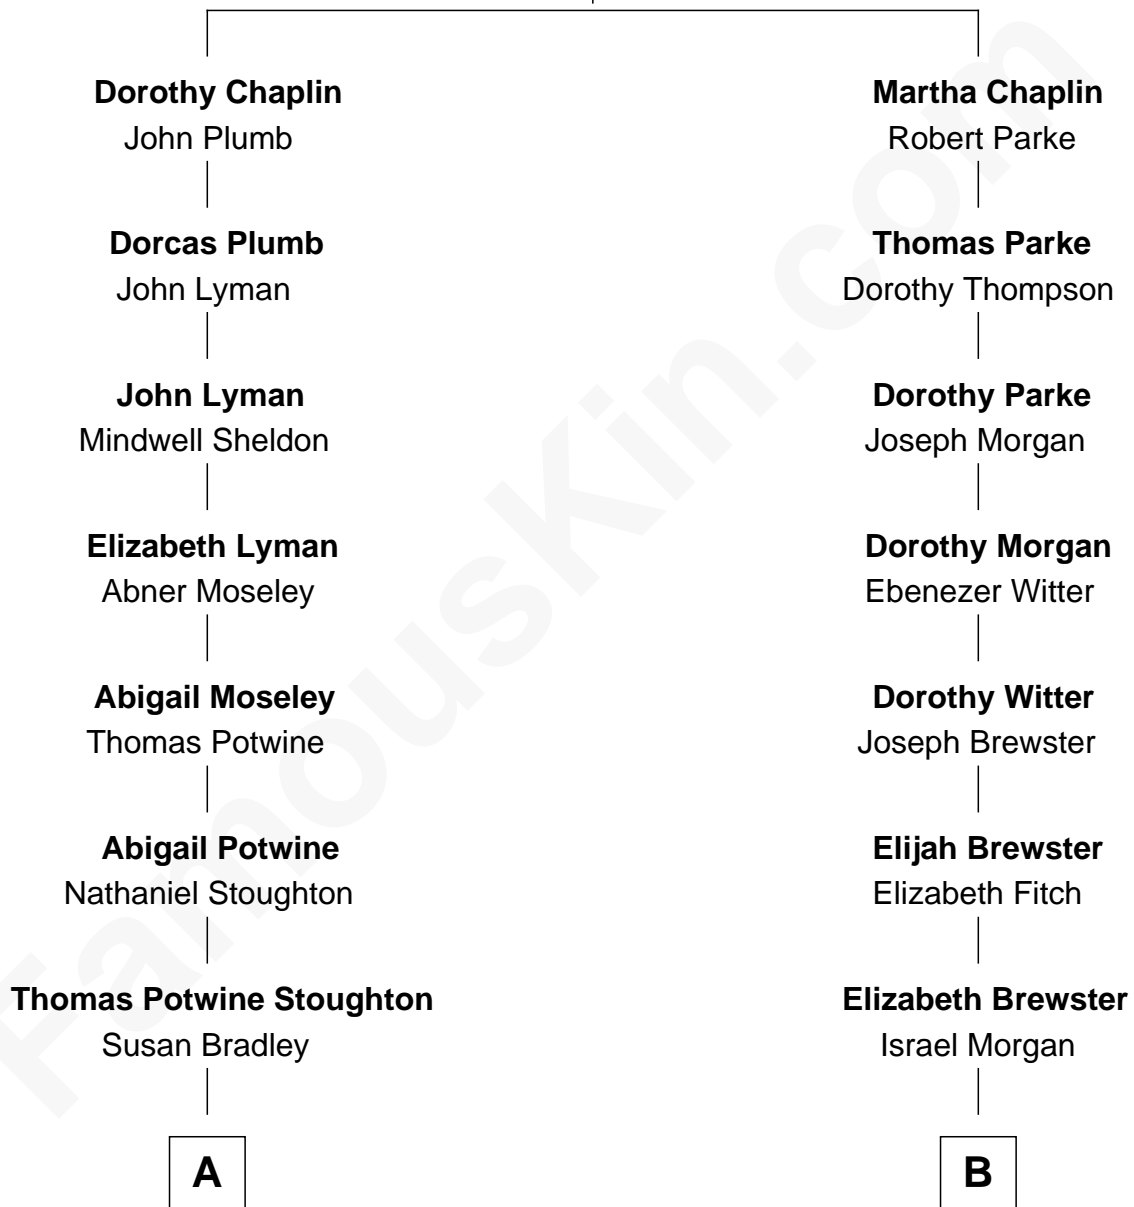 Dorothy Chaplin
John Plumb
Martha Chaplin
Robert Parke
Dorcas Plumb
John Lyman
Thomas Parke
Dorothy Thompson
John Lyman
Mindwell Sheldon
Dorothy Parke
Joseph Morgan
Elizabeth Lyman
Abner Moseley
Dorothy Morgan
Ebenezer Witter
Abigail Moseley
Thomas Potwine
Dorothy Witter
Joseph Brewster
Abigail Potwine
Nathaniel Stoughton
Elijah Brewster
Elizabeth Fitch
Thomas Potwine Stoughton
Susan Bradley
Elizabeth Brewster
Israel Morgan
A
B
FamousKin.com